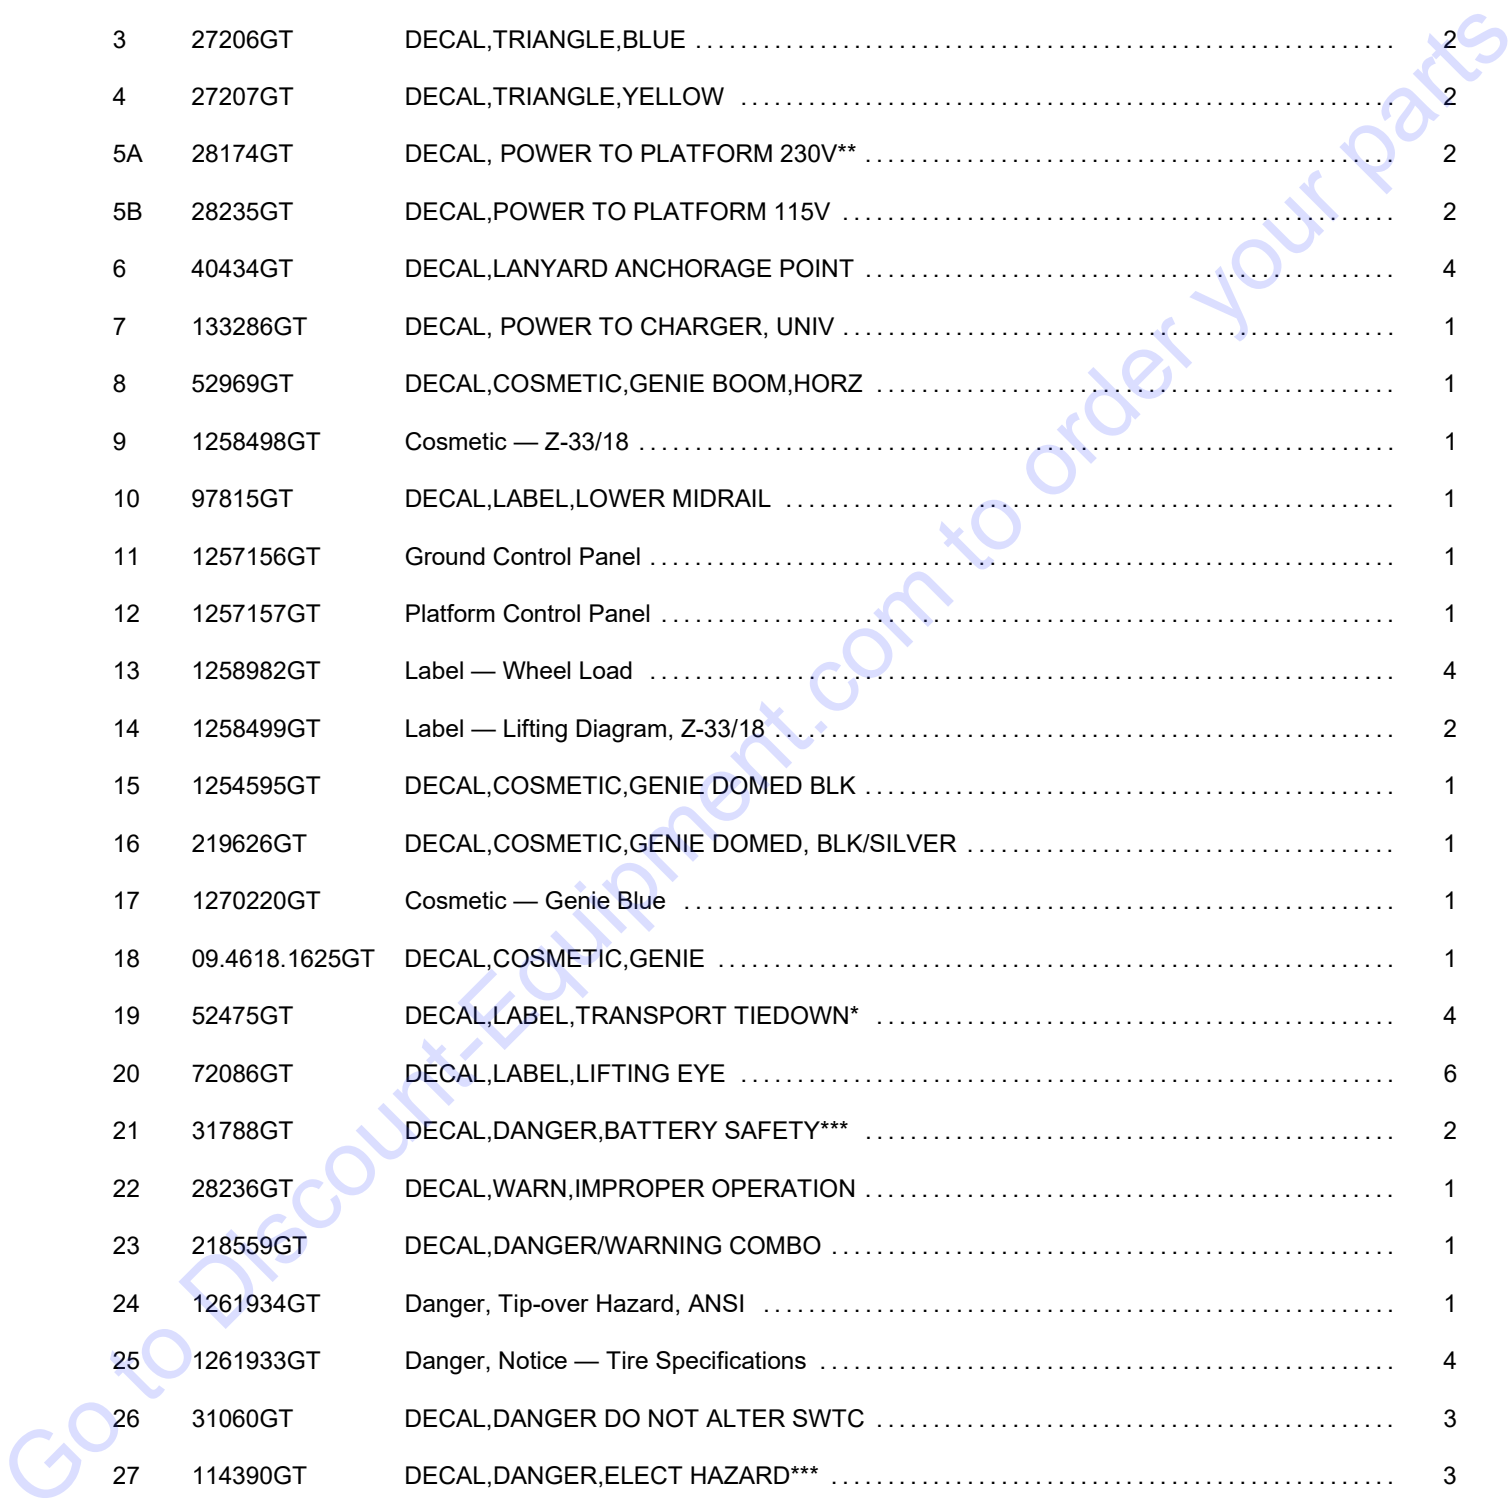 3 27206GT DECAL,TRIANGLE,BLUE 2
4 27207GT DECAL,TRIANGLE,YELLOW 2
5A 28174GT DECAL, POWER TO PLATFORM 230V** 2
5B 28235GT DECAL,POWER TO PLATFORM 115V 2
6 40434GT DECAL,LANYARD ANCHORAGE POINT 4
7 133286GT DECAL, POWER TO CHARGER, UNIV 1
8 52969GT DECAL,COSMETIC,GENIE BOOM,HORZ 1
9 1258498GT Cosmetic — Z-33/18 1
10 97815GT DECAL,LABEL,LOWER MIDRAIL 1
11 1257156GT Ground Control Panel 1
12 1257157GT Platform Control Panel 1
13 1258982GT Label — Wheel Load 4
14 1258499GT Label — Lifting Diagram, Z-33/18 2
15 1254595GT DECAL,COSMETIC,GENIE DOMED BLK 1
16 219626GT DECAL,COSMETIC,GENIE DOMED, BLK/SILVER 1
17 1270220GT Cosmetic — Genie Blue 1
18 09.4618.1625GT DECAL,COSMETIC,GENIE 1
19 52475GT DECAL,LABEL,TRANSPORT TIEDOWN* 4
20 72086GT DECAL,LABEL,LIFTING EYE 6
21 31788GT DECAL,DANGER,BATTERY SAFETY*** 2
22 28236GT DECAL,WARN,IMPROPER OPERATION 1
23 218559GT DECAL,DANGER/WARNING COMBO 1
24 1261934GT Danger, Tip-over Hazard, ANSI 1
25 1261933GT Danger, Notice — Tire Specifications 4
26 31060GT DECAL,DANGER DO NOT ALTER SWTC 3
27 114390GT DECAL,DANGER,ELECT HAZARD*** 3
Go to Discount-Equipment.com to order your parts